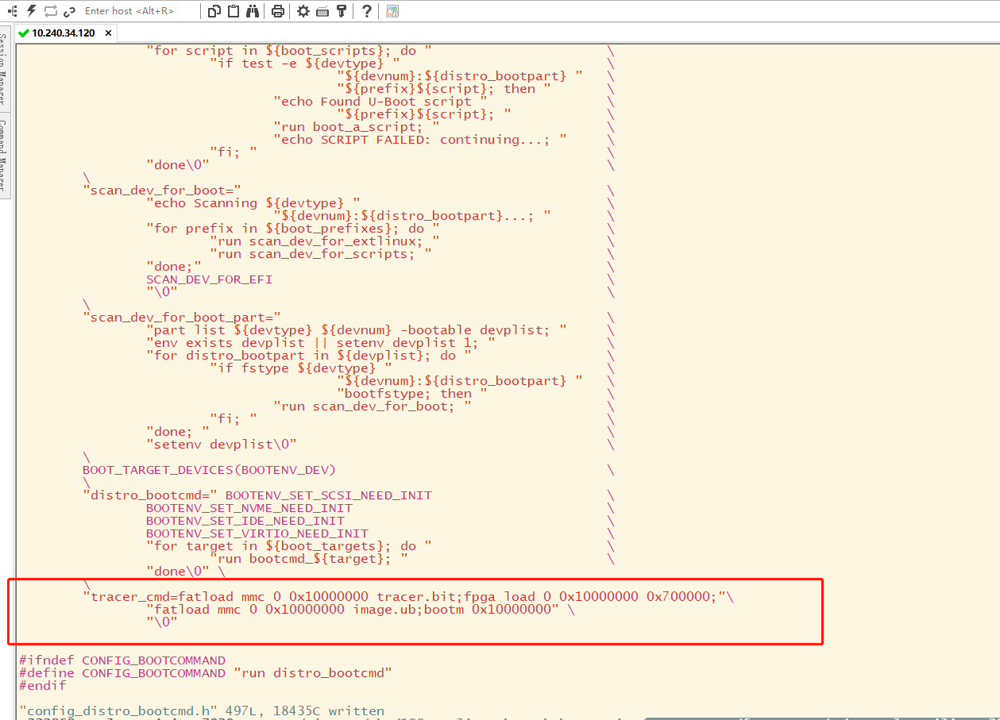 Enter host <Alt+R>
10.240.34.120
Session Manager
Command Manager
"for script in ${boot_scripts}; do " \
"if test -e ${devtype} " \
"${devnum}:${distro_bootpart} " \
"${prefix}${script}; then " \
"echo Found U-Boot script " \
"${prefix}${script}; " \
"run boot_a_script; " \
"echo SCRIPT FAILED: continuing...; " \
"fi; " \
"done\0" \
\
"scan_dev_for_boot=" \
"echo Scanning ${devtype} " \
"${devnum}:${distro_bootpart}...; " \
"for prefix in ${boot_prefixes}; do " \
"run scan_dev_for_extlinux; " \
"run scan_dev_for_scripts; " \
"done;" \
SCAN_DEV_FOR_EFI \
"\0" \
\
"scan_dev_for_boot_part=" \
"part list ${devtype} ${devnum} -bootable devplist; " \
"env exists devplist || setenv devplist 1; " \
"for distro_bootpart in ${devplist}; do " \
"if fstype ${devtype} " \
"${devnum}:${distro_bootpart} " \
"bootfstype; then " \
"run scan_dev_for_boot; " \
"fi; " \
"done; " \
"setenv devplist\0" \
\
BOOT_TARGET_DEVICES(BOOTENV_DEV) \
\
"distro_bootcmd=" BOOTENV_SET_SCSI_NEED_INIT \
BOOTENV_SET_NVME_NEED_INIT \
BOOTENV_SET_IDE_NEED_INIT \
BOOTENV_SET_VIRTIO_NEED_INIT \
"for target in ${boot_targets}; do " \
"run bootcmd_${target}; " \
"done\0" \
\
"tracer_cmd=fatload mmc 0 0x10000000 tracer.bit;fpga load 0 0x10000000 0x700000;"\
"fatload mmc 0 0x10000000 image.ub;bootm 0x10000000" \
"\0"
#ifndef CONFIG_BOOTCOMMAND
#define CONFIG_BOOTCOMMAND "run distro_bootcmd"
#endif
"config_distro_bootcmd.h" 497L, 18435C written